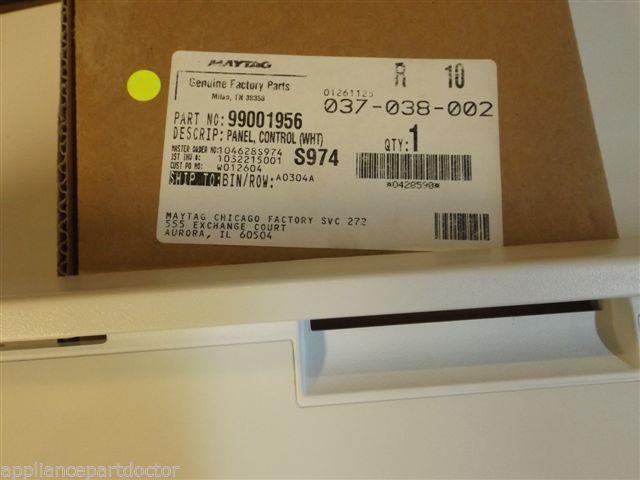 MAYTAG
R 10
Genuine Factory Parts
Milan, TN 38358
01261125
037-038-002
PART NO: 99001956
DESCRIP: PANEL, CONTROL (WHT)
MASTER ORDER NO: 104628S974
1ST INV #: 1032215001 S974
CUST PO NO: W012604
SHIP TO: BIN/ROW: A0304A
QTY: 1
*0428590*
MAYTAG CHICAGO FACTORY SVC 272
555 EXCHANGE COURT
AURORA, IL 60504
© appliancepartdoctor